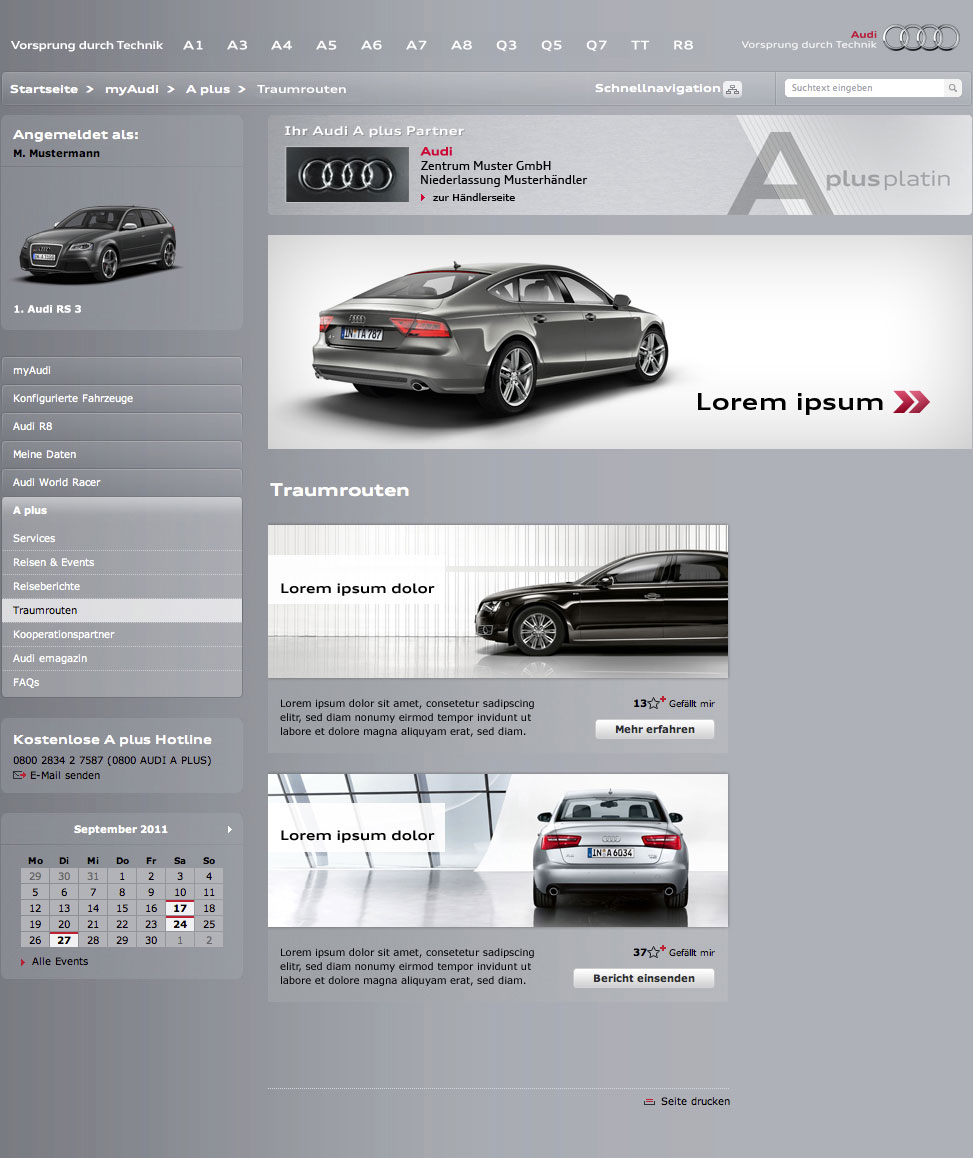 Vorsprung durch Technik A1 A3 A4 A5 A6 A7 A8 Q3 Q5 Q7 TT R8
Audi
Vorsprung durch Technik
Startseite > myAudi > A plus > Traumrouten
Schnellnavigation
Suchtext eingeben
Angemeldet als:
M. Mustermann
1. Audi RS 3
myAudi
Konfigurierte Fahrzeuge
Audi R8
Meine Daten
Audi World Racer
A plus
Services
Reisen & Events
Reiseberichte
Traumrouten
Kooperationspartner
Audi emagazin
FAQs
Kostenlose A plus Hotline
0800 2834 2 7587 (0800 AUDI A PLUS)
E-Mail senden
September 2011
Mo Di Mi Do Fr Sa So
29 30 31 1 2 3 4
5 6 7 8 9 10 11
12 13 14 15 16 17 18
19 20 21 22 23 24 25
26 27 28 29 30 1 2
Alle Events
Ihr Audi A plus Partner
Audi
Zentrum Muster GmbH
Niederlassung Musterhändler
zur Händlerseite
A plus platin
IN TA 787
Lorem ipsum
Traumrouten
Lorem ipsum dolor
Lorem ipsum dolor sit amet, consetetur sadipscing
elitr, sed diam nonumy eirmod tempor invidunt ut
labore et dolore magna aliquyam erat, sed diam.
13 Gefällt mir
Mehr erfahren
Lorem ipsum dolor
IN A 6034
Lorem ipsum dolor sit amet, consetetur sadipscing
elitr, sed diam nonumy eirmod tempor invidunt ut
labore et dolore magna aliquyam erat, sed diam.
37 Gefällt mir
Bericht einsenden
Seite drucken